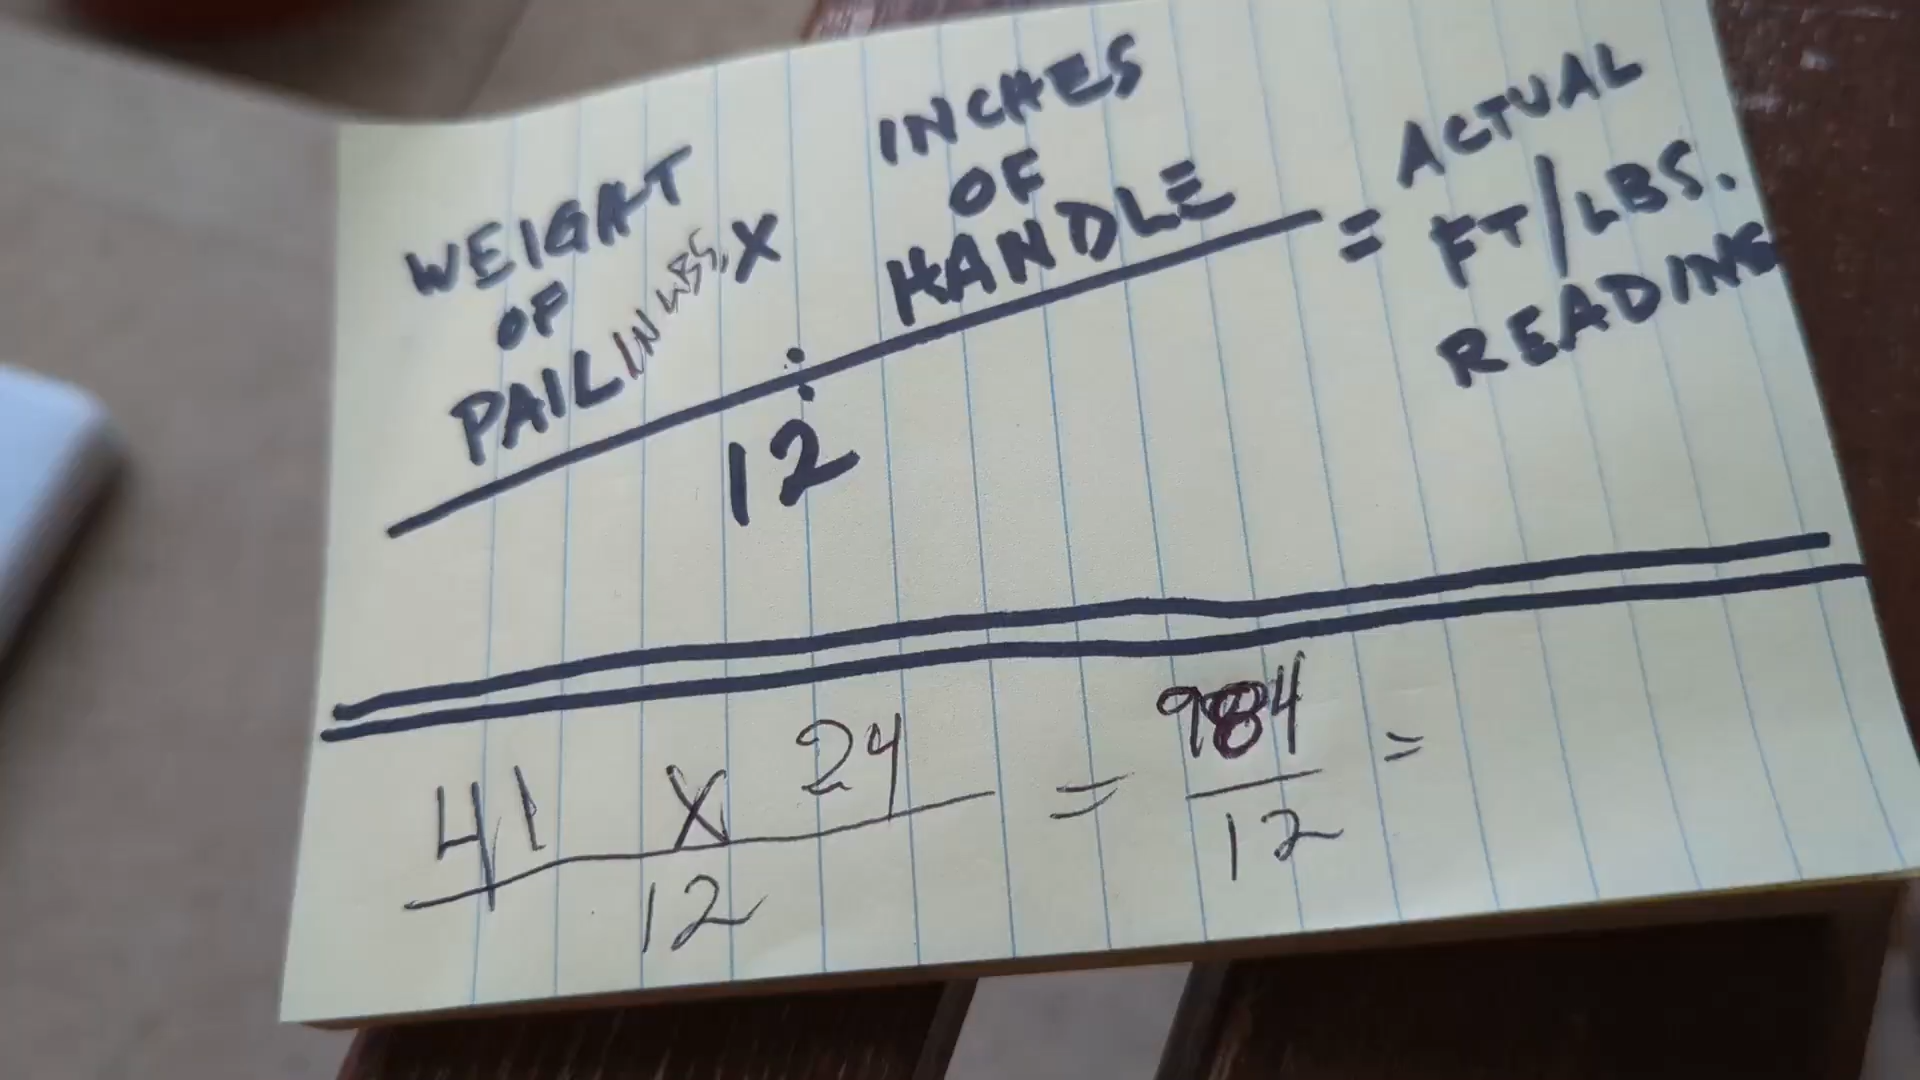 WEIGHT
OF
PAIL IN LBS. X
INCHES
OF
HANDLE
÷
12
= ACTUAL
FT/LBS.
READING
41 X 24 = 984 =
12 12